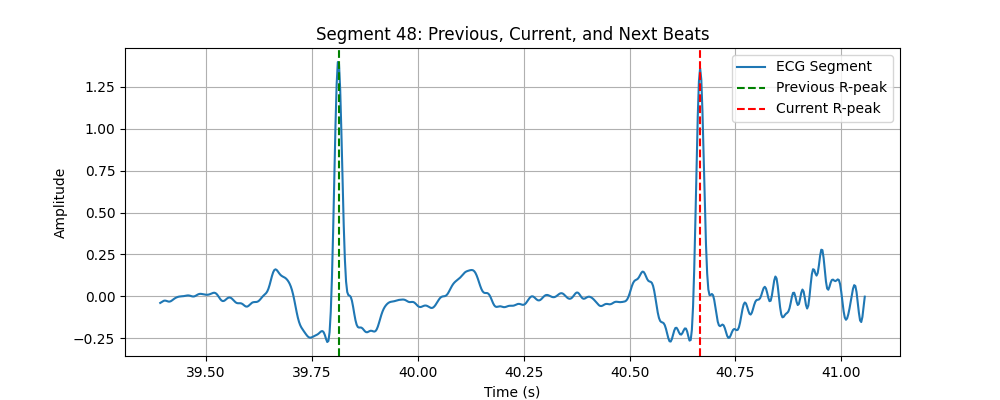 Segment 48: Previous, Current, and Next Beats
ECG Segment
Previous R-peak
Current R-peak
Amplitude
1.25
1.00
0.75
0.50
0.25
0.00
−0.25
39.50 39.75 40.00 40.25 40.50 40.75 41.00
Time (s)